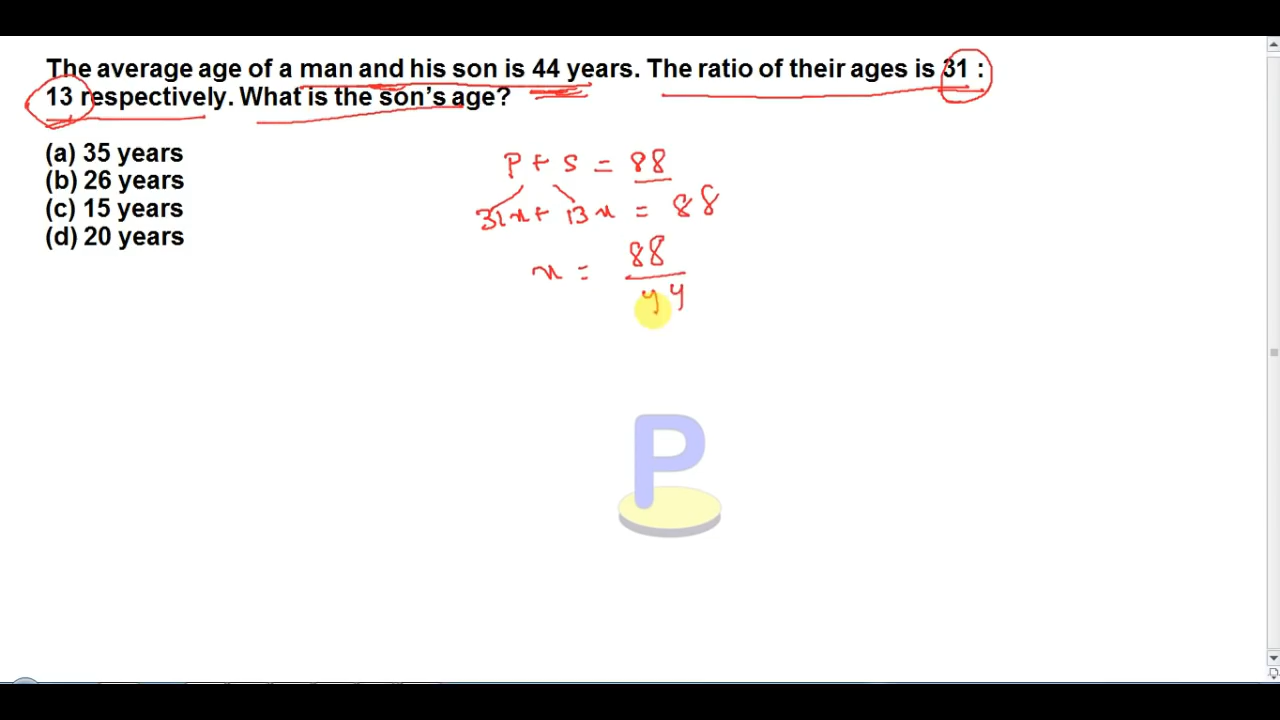 The average age of a man and his son is 44 years. The ratio of their ages is 31 :
13 respectively. What is the son's age?
(a) 35 years
(b) 26 years
(c) 15 years
(d) 20 years
P + S = 88
31x + 13x = 88
x = 88
44
P